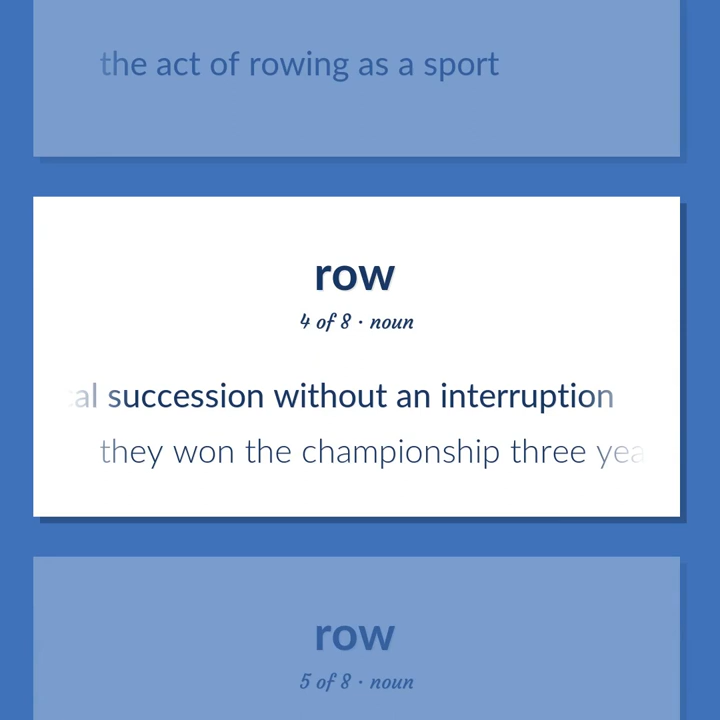 the act of rowing as a sport
row
4 of 8 · noun
succession without an interruption
they won the championship three
row
5 of 8 · noun